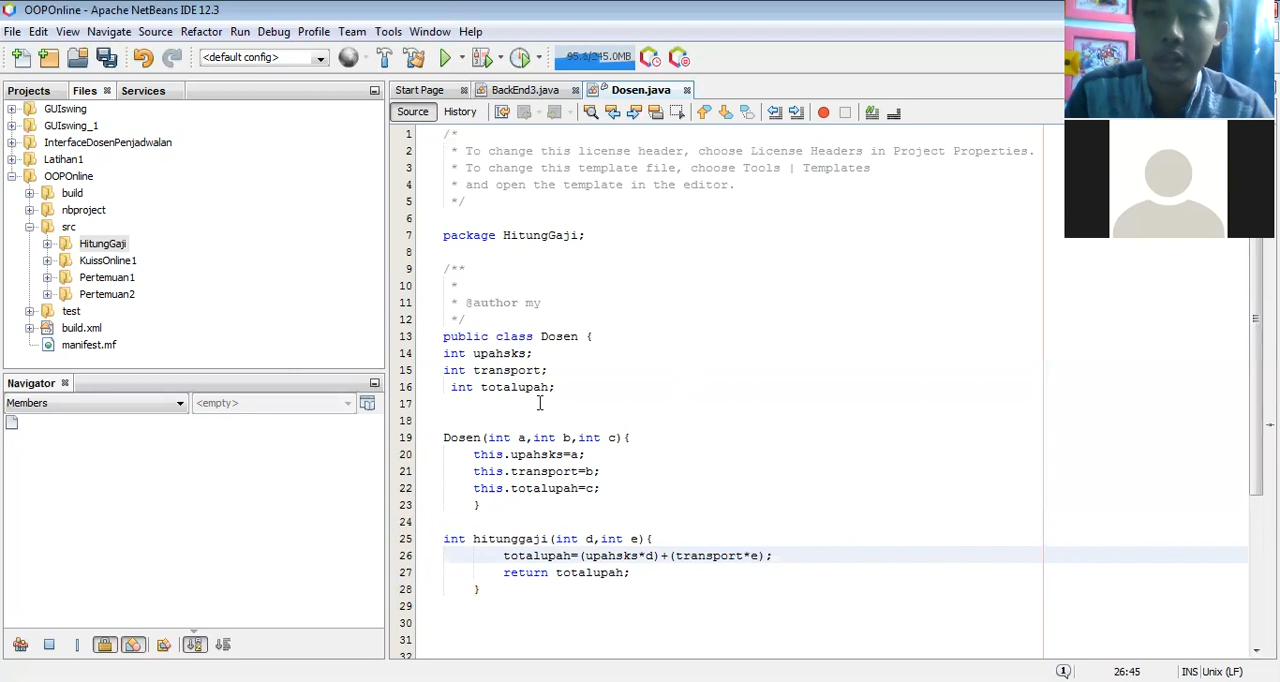 OOPOnline - Apache NetBeans IDE 12.3
File Edit View Navigate Source Refactor Run Debug Profile Team Tools Window Help
<default config>
95.6/245.0MB
Projects Files Services
Start Page BackEnd3.java Dosen.java
Source History
GUIswing
GUIswing_1
InterfaceDosenPenjadwalan
Latihan1
OOPOnline
build
nbproject
src
HitungGaji
KuissOnline1
Pertemuan1
Pertemuan2
test
build.xml
manifest.mf
Navigator
Members <empty>
1 /*
2 * To change this license header, choose License Headers in Project Properties.
3 * To change this template file, choose Tools | Templates
4 * and open the template in the editor.
5 */
6
7 package HitungGaji;
8
9 /**
10 *
11 * @author my
12 */
13 public class Dosen {
14 int upahsks;
15 int transport;
16 int totalupah;
17
18
19 Dosen(int a,int b,int c){
20 this.upahsks=a;
21 this.transport=b;
22 this.totalupah=c;
23 }
24
25 int hitunggaji(int d,int e){
26 totalupah=(upahsks*d)+(transport*e);
27 return totalupah;
28 }
29
30
31
32
1 26:45 INS Unix (LF)